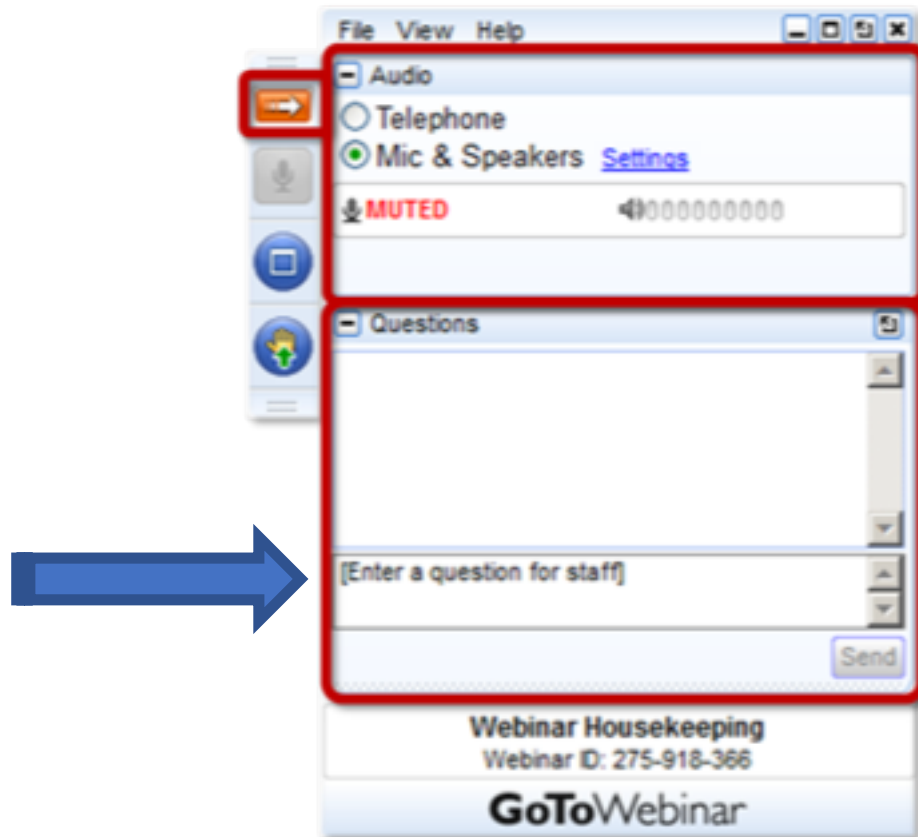 File View Help
Audio
Telephone
Mic & Speakers Settings
MUTED
Questions
[Enter a question for staff]
Send
Webinar Housekeeping
Webinar ID: 275-918-366
GoToWebinar